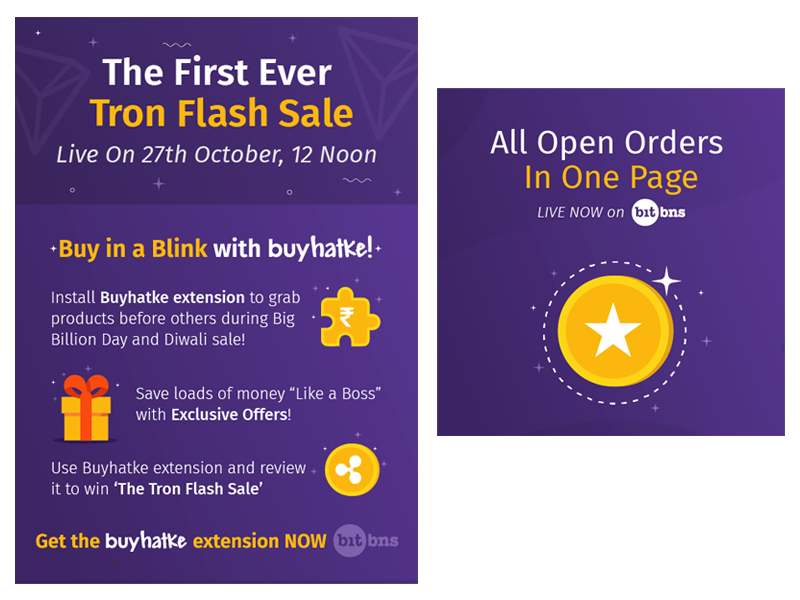 The First Ever
Tron Flash Sale
Live On 27th October, 12 Noon
Buy in a Blink with buyhatke!
Install Buyhatke extension to grab
products before others during Big
Billion Day and Diwali sale!
₹
Save loads of money “Like a Boss”
with Exclusive Offers!
Use Buyhatke extension and review
it to win ‘The Tron Flash Sale’
Get the buyhatke extension NOW bitbns
All Open Orders
In One Page
LIVE NOW on bitbns